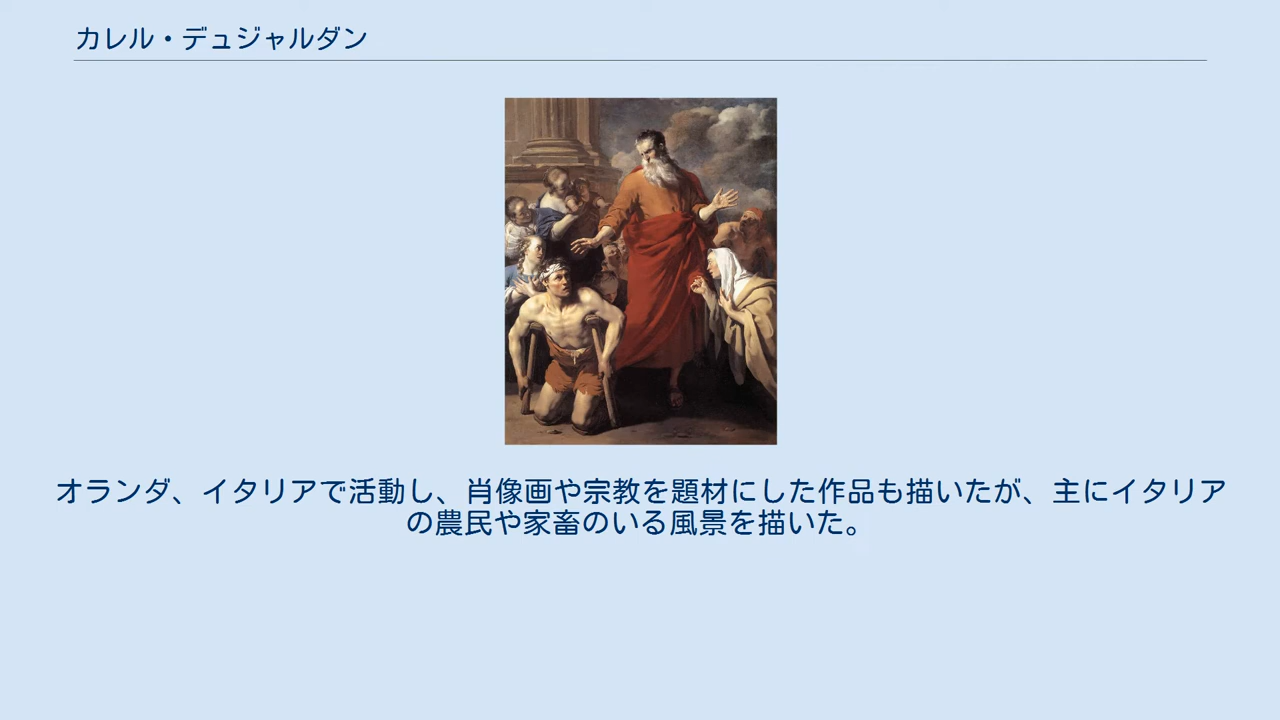 カレル・デュジャルダン
オランダ、イタリアで活動し、肖像画や宗教を題材にした作品も描いたが、主にイタリア
の農民や家畜のいる風景を描いた。